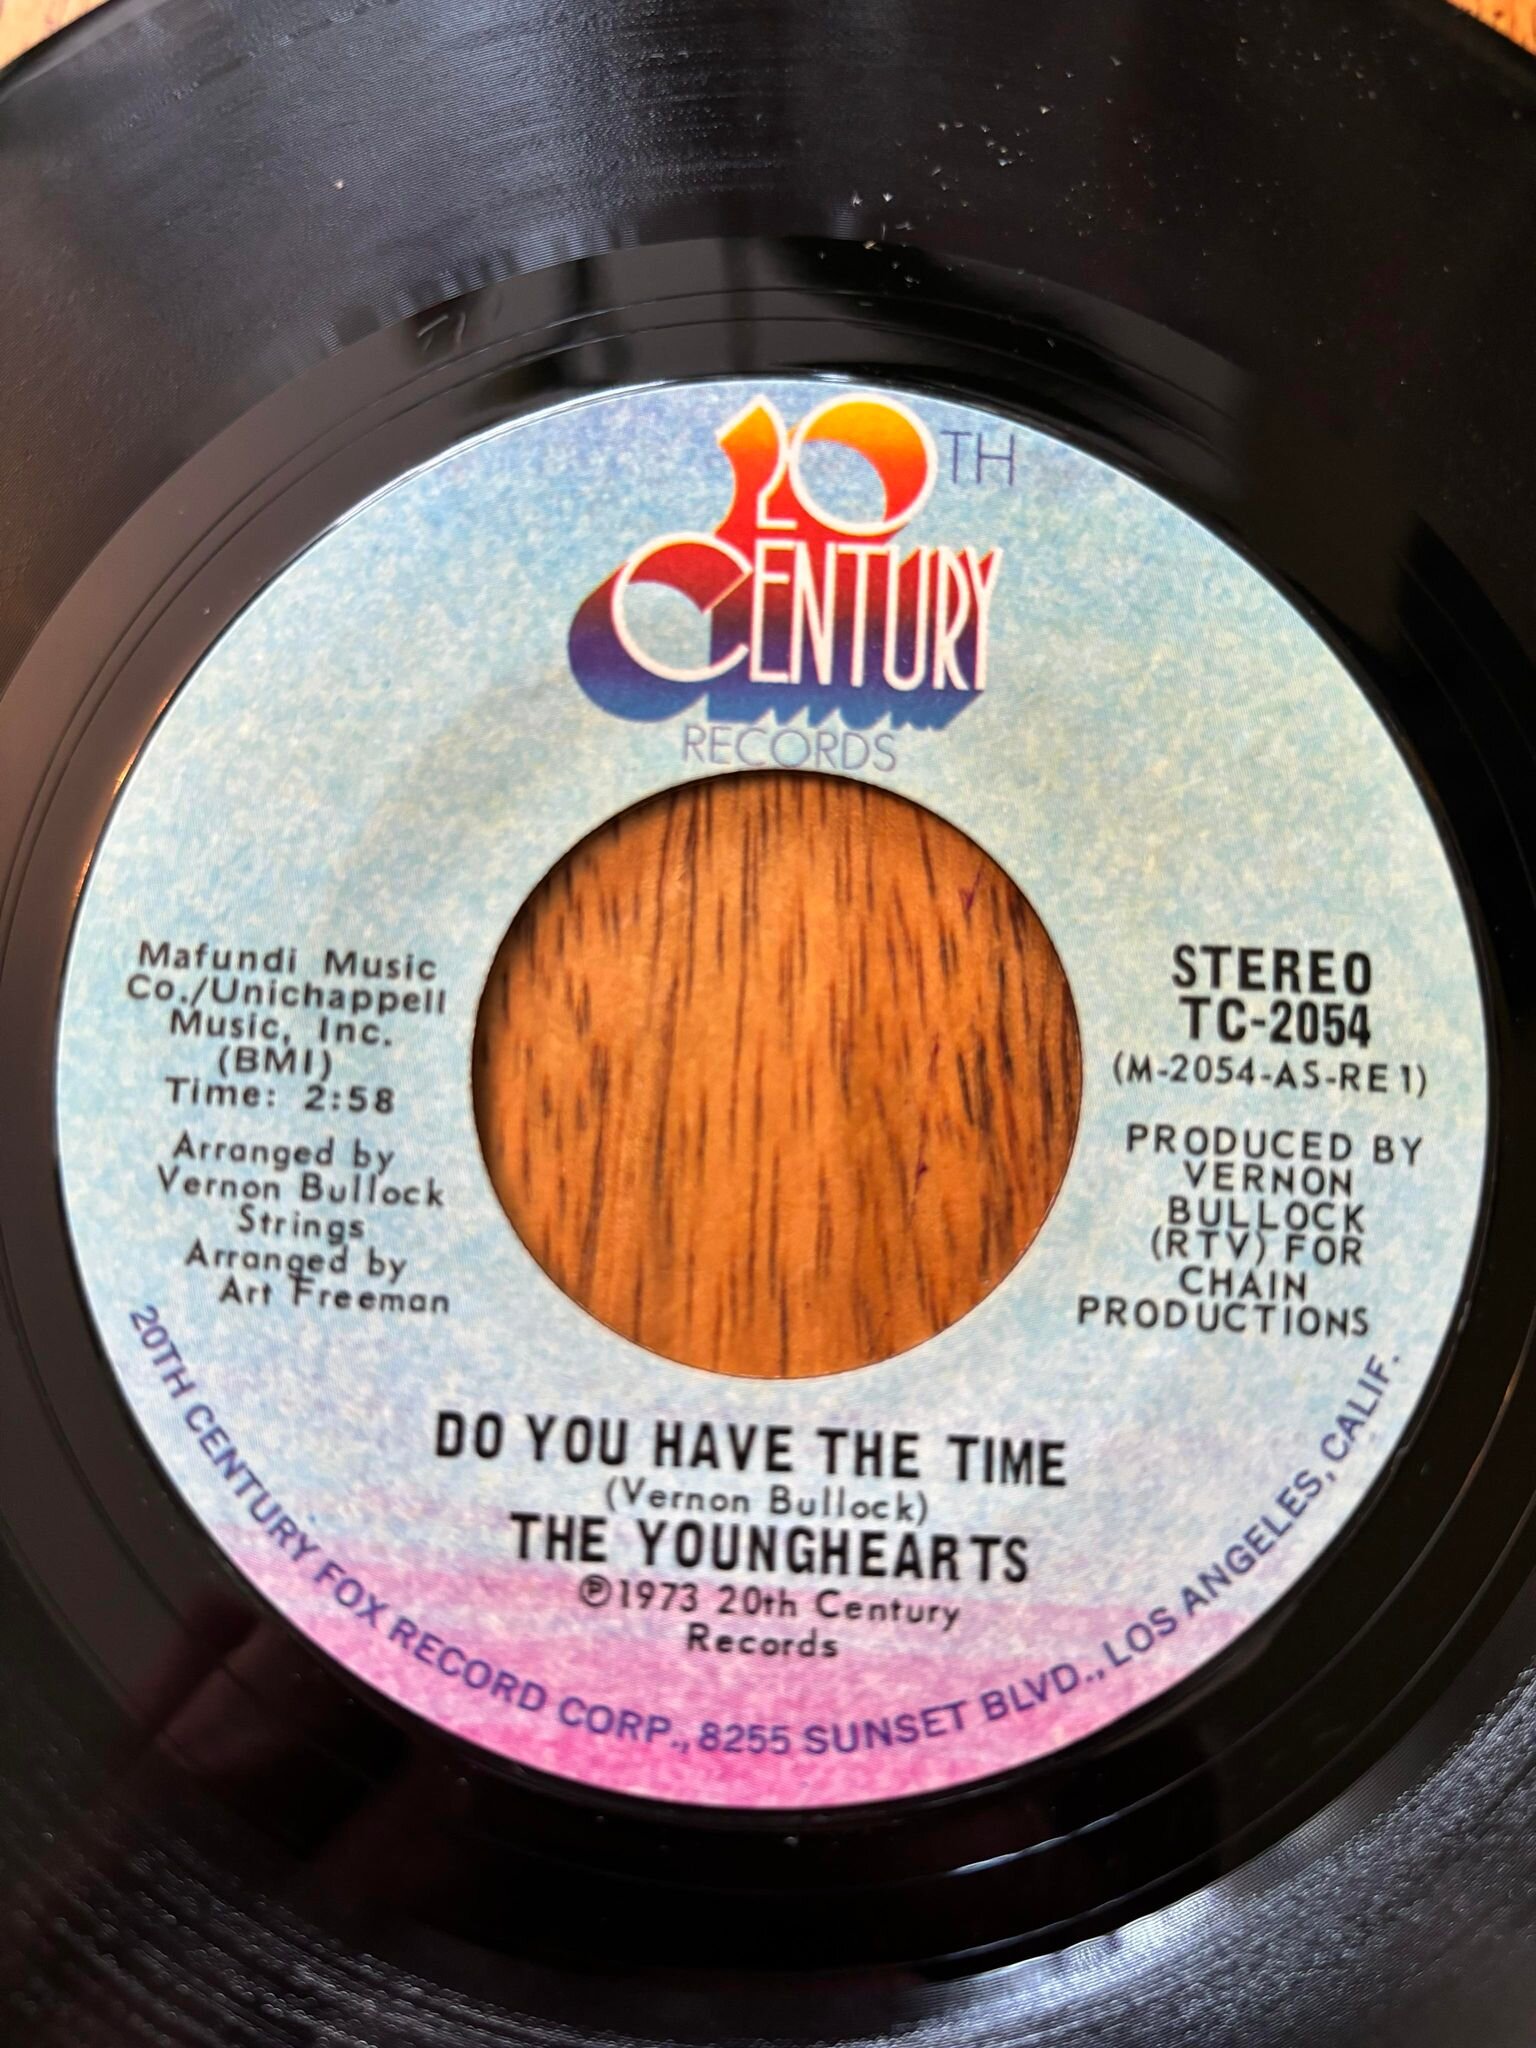 20TH
CENTURY
RECORDS
Mafundi Music
Co./Unichappell
Music, Inc.
(BMI)
Time: 2:58
Arranged by
Vernon Bullock
Strings
Arranged by
Art Freeman
STEREO
TC-2054
(M-2054-AS-RE1)
PRODUCED BY
VERNON
BULLOCK
(RTV) FOR
CHAIN
PRODUCTIONS
DO YOU HAVE THE TIME
(Vernon Bullock)
THE YOUNGHEARTS
℗1973 20th Century
Records
20TH CENTURY FOX RECORD CORP., 8255 SUNSET BLVD., LOS ANGELES, CALIF.